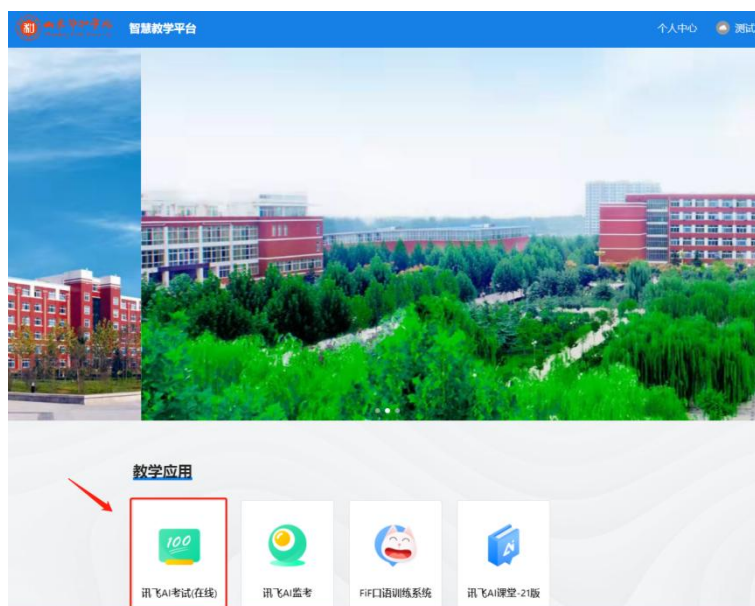 智慧教学平台
个人中心
测试
教学应用
100
讯飞AI考试(在线)
讯飞AI监考
FiF口语训练系统
Ai
讯飞AI课堂-21版